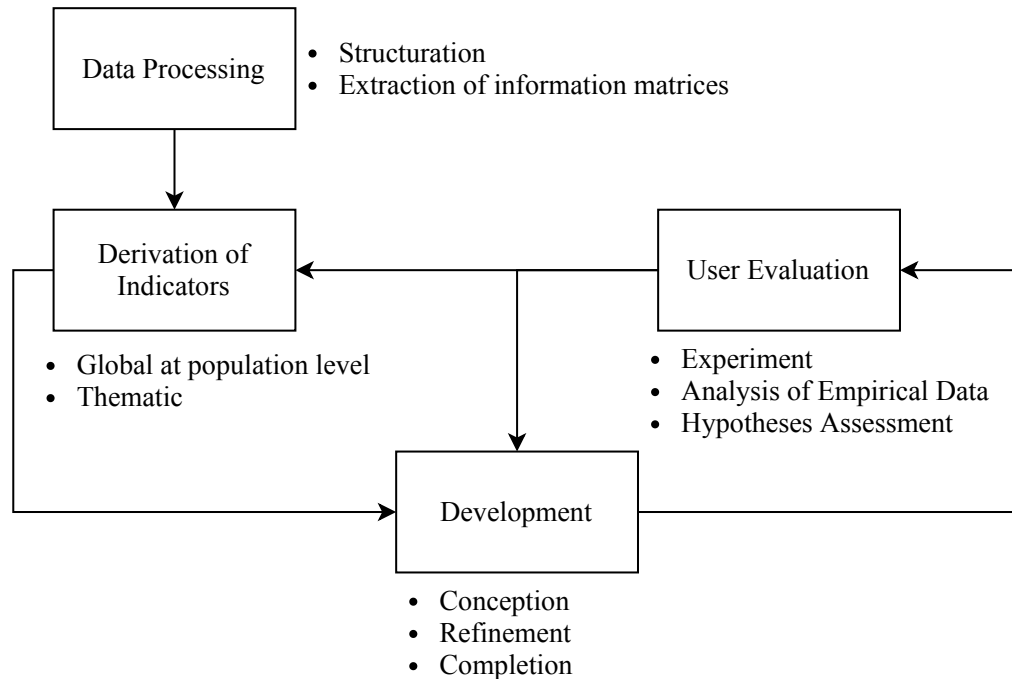 Data Processing
• Structuration
• Extraction of information matrices
Derivation of
Indicators
• Global at population level
• Thematic
User Evaluation
• Experiment
• Analysis of Empirical Data
• Hypotheses Assessment
Development
• Conception
• Refinement
• Completion